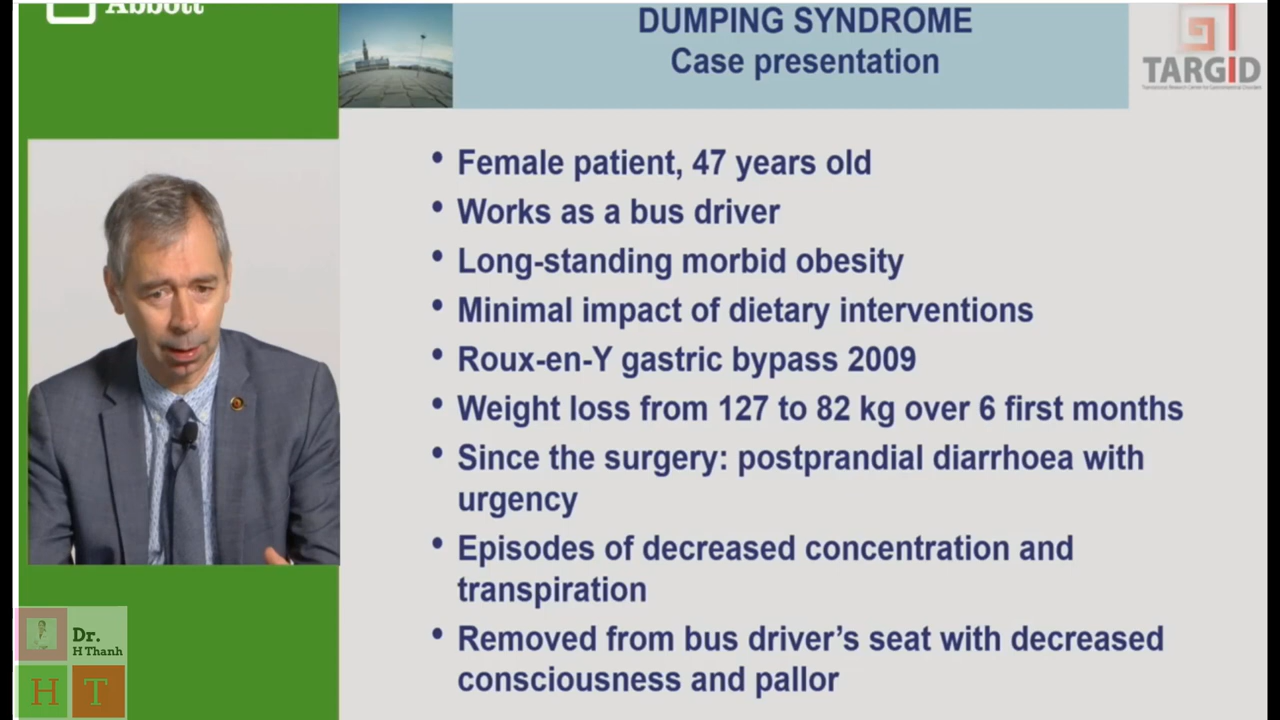 Abbott
DUMPING SYNDROME
Case presentation
TARGID
• Female patient, 47 years old
• Works as a bus driver
• Long-standing morbid obesity
• Minimal impact of dietary interventions
• Roux-en-Y gastric bypass 2009
• Weight loss from 127 to 82 kg over 6 first months
• Since the surgery: postprandial diarrhoea with
urgency
• Episodes of decreased concentration and
transpiration
• Removed from bus driver’s seat with decreased
consciousness and pallor
Dr.
H Thanh
H T